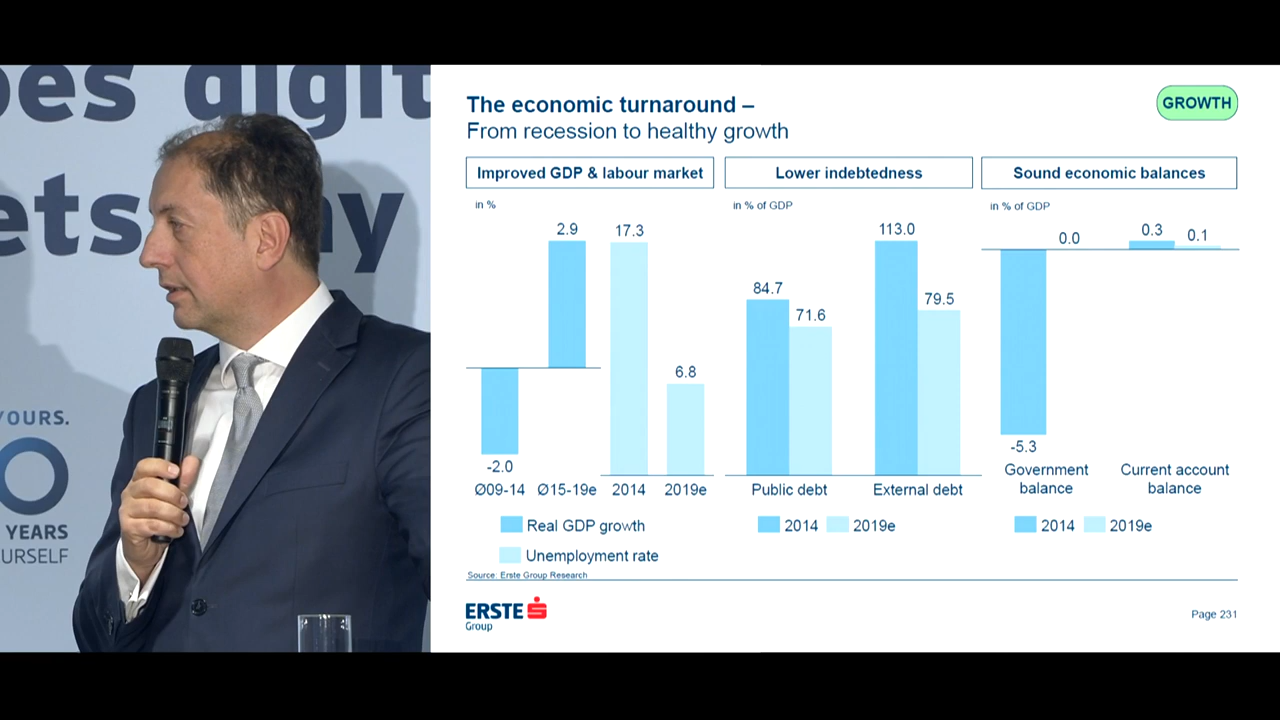 oes digit
ets
ny
YOURS.
YEARS
URSELF
The economic turnaround –
From recession to healthy growth
GROWTH
Improved GDP & labour market
Lower indebtedness
Sound economic balances
in %
in % of GDP
in % of GDP
2.9
17.3
-2.0
6.8
Ø09-14
Ø15-19e
2014
2019e
Real GDP growth
Unemployment rate
84.7
71.6
113.0
79.5
Public debt
External debt
2014
2019e
0.0
0.3
0.1
-5.3
Government
balance
Current account
balance
2014
2019e
Source: Erste Group Research
ERSTE
Group
Page 231